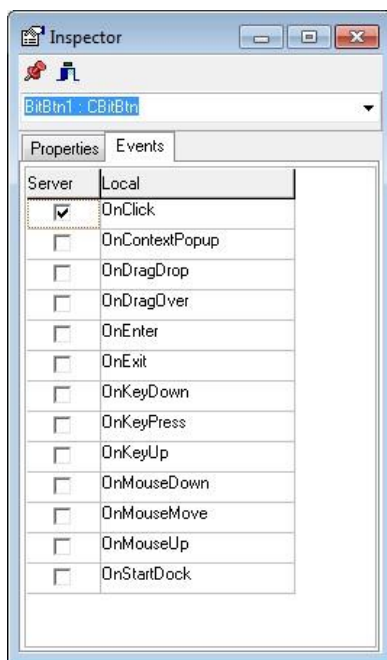 Inspector
BitBtn1 : CBitBtn
Properties Events
Server Local
OnClick
OnContextPopup
OnDragDrop
OnDragOver
OnEnter
OnExit
OnKeyDown
OnKeyPress
OnKeyUp
OnMouseDown
OnMouseMove
OnMouseUp
OnStartDock